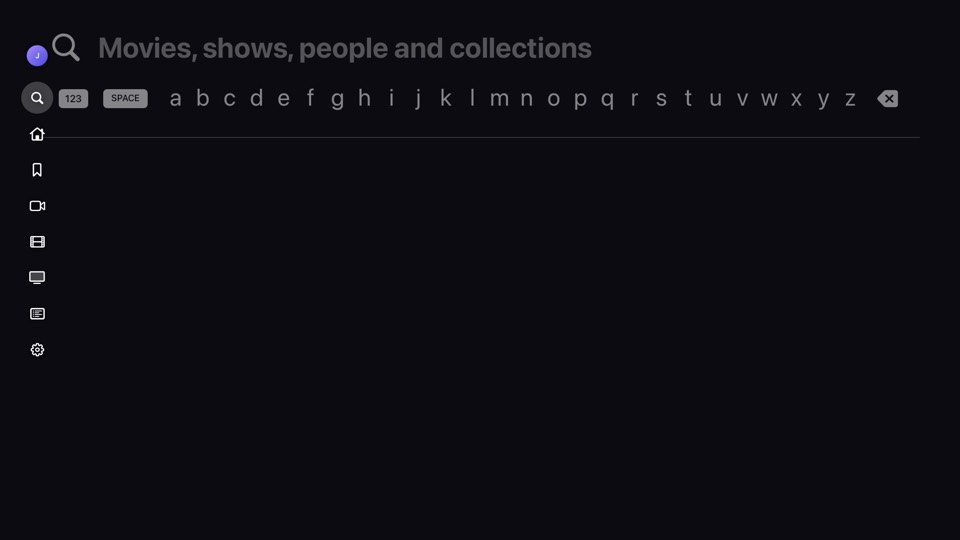 J
Movies, shows, people and collections
123 SPACE a b c d e f g h i j k l m n o p q r s t u v w x y z